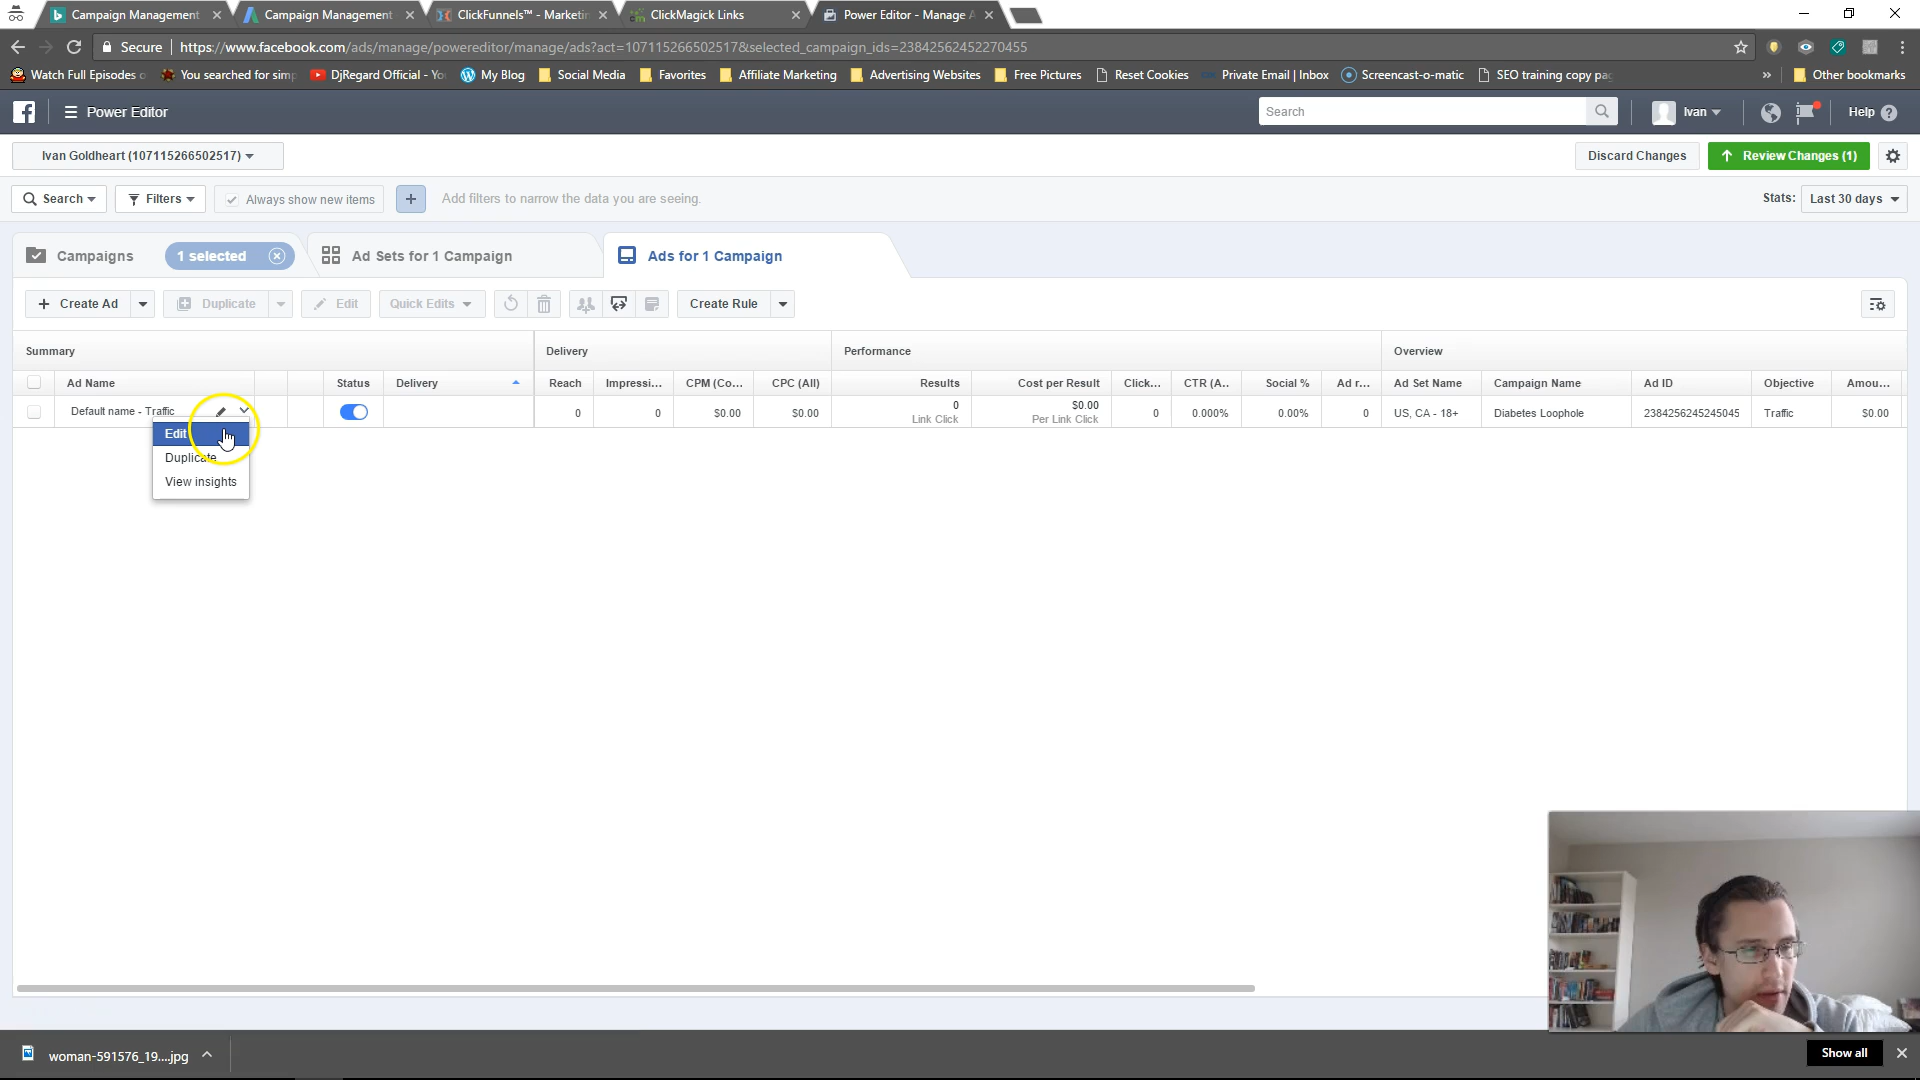 Campaign Management
Campaign Management
ClickFunnels™ - Marketin
ClickMagick Links
Power Editor - Manage A
Secure
https://www.facebook.com/ads/manage/powereditor/manage/ads?act=107115266502517&selected_campaign_ids=23842562452270455
Watch Full Episodes o
You searched for simp
DjRegard Official - Yo
My Blog
Social Media
Favorites
Affiliate Marketing
Advertising Websites
Free Pictures
Reset Cookies
Private Email | Inbox
Screencast-o-matic
SEO training copy pag
»
Other bookmarks
Power Editor
Search
Ivan
Help
Ivan Goldheart (107115266502517)
Discard Changes
Review Changes (1)
Search
Filters
Always show new items
+
Add filters to narrow the data you are seeing.
Stats:
Last 30 days
Campaigns
1 selected
Ad Sets for 1 Campaign
Ads for 1 Campaign
+ Create Ad
Duplicate
Edit
Quick Edits
Create Rule
Summary
Delivery
Performance
Overview
Ad Name
Status
Delivery
Reach
Impressi...
CPM (Co...
CPC (All)
Results
Cost per Result
Click...
CTR (A..
Social %
Ad r...
Ad Set Name
Campaign Name
Ad ID
Objective
Amou...
Default name - Traffic
0
0
$0.00
$0.00
0
Link Click
$0.00
Per Link Click
0
0.000%
0.00%
0
US, CA - 18+
Diabetes Loophole
2384256245245045
Traffic
$0.00
Edit
Duplicate
View insights
woman-591576_19....jpg
Show all